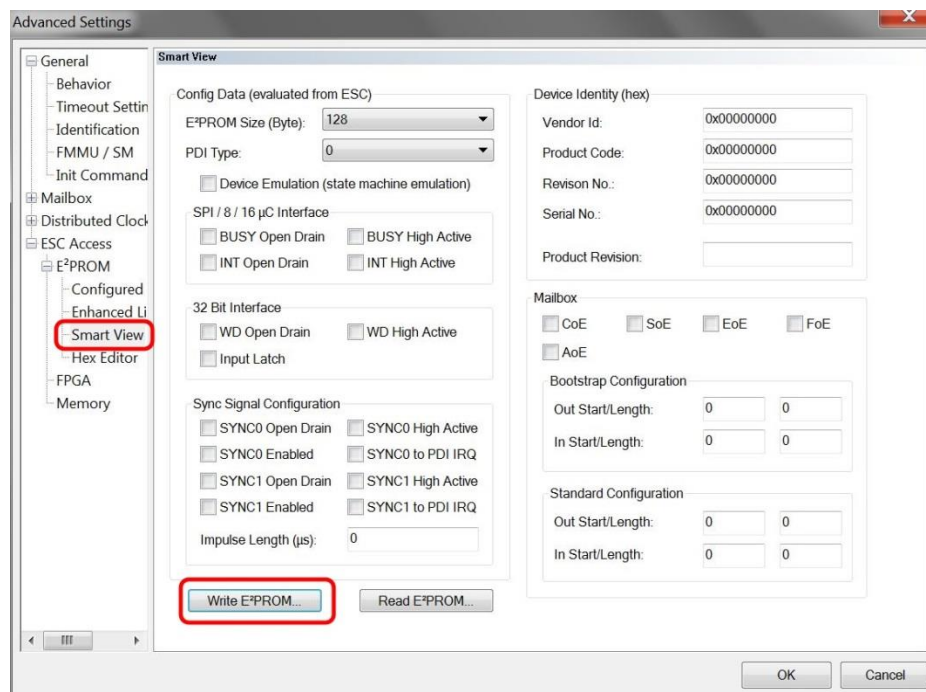 Advanced Settings
General
Behavior
Timeout Settin
Identification
FMMU / SM
Init Command
Mailbox
Distributed Clock
ESC Access
E²PROM
Configured
Enhanced Li
Smart View
Hex Editor
FPGA
Memory
Smart View
Config Data (evaluated from ESC)
E²PROM Size (Byte): 128
PDI Type: 0
Device Emulation (state machine emulation)
SPI / 8 / 16 µC Interface
BUSY Open Drain BUSY High Active
INT Open Drain INT High Active
32 Bit Interface
WD Open Drain WD High Active
Input Latch
Sync Signal Configuration
SYNC0 Open Drain SYNC0 High Active
SYNC0 Enabled SYNC0 to PDI IRQ
SYNC1 Open Drain SYNC1 High Active
SYNC1 Enabled SYNC1 to PDI IRQ
Impulse Length (µs): 0
Write E²PROM... Read E²PROM...
Device Identity (hex)
Vendor Id: 0x00000000
Product Code: 0x00000000
Revison No.: 0x00000000
Serial No.: 0x00000000
Product Revision:
Mailbox
CoE SoE EoE FoE
AoE
Bootstrap Configuration
Out Start/Length: 0 0
In Start/Length: 0 0
Standard Configuration
Out Start/Length: 0 0
In Start/Length: 0 0
OK Cancel